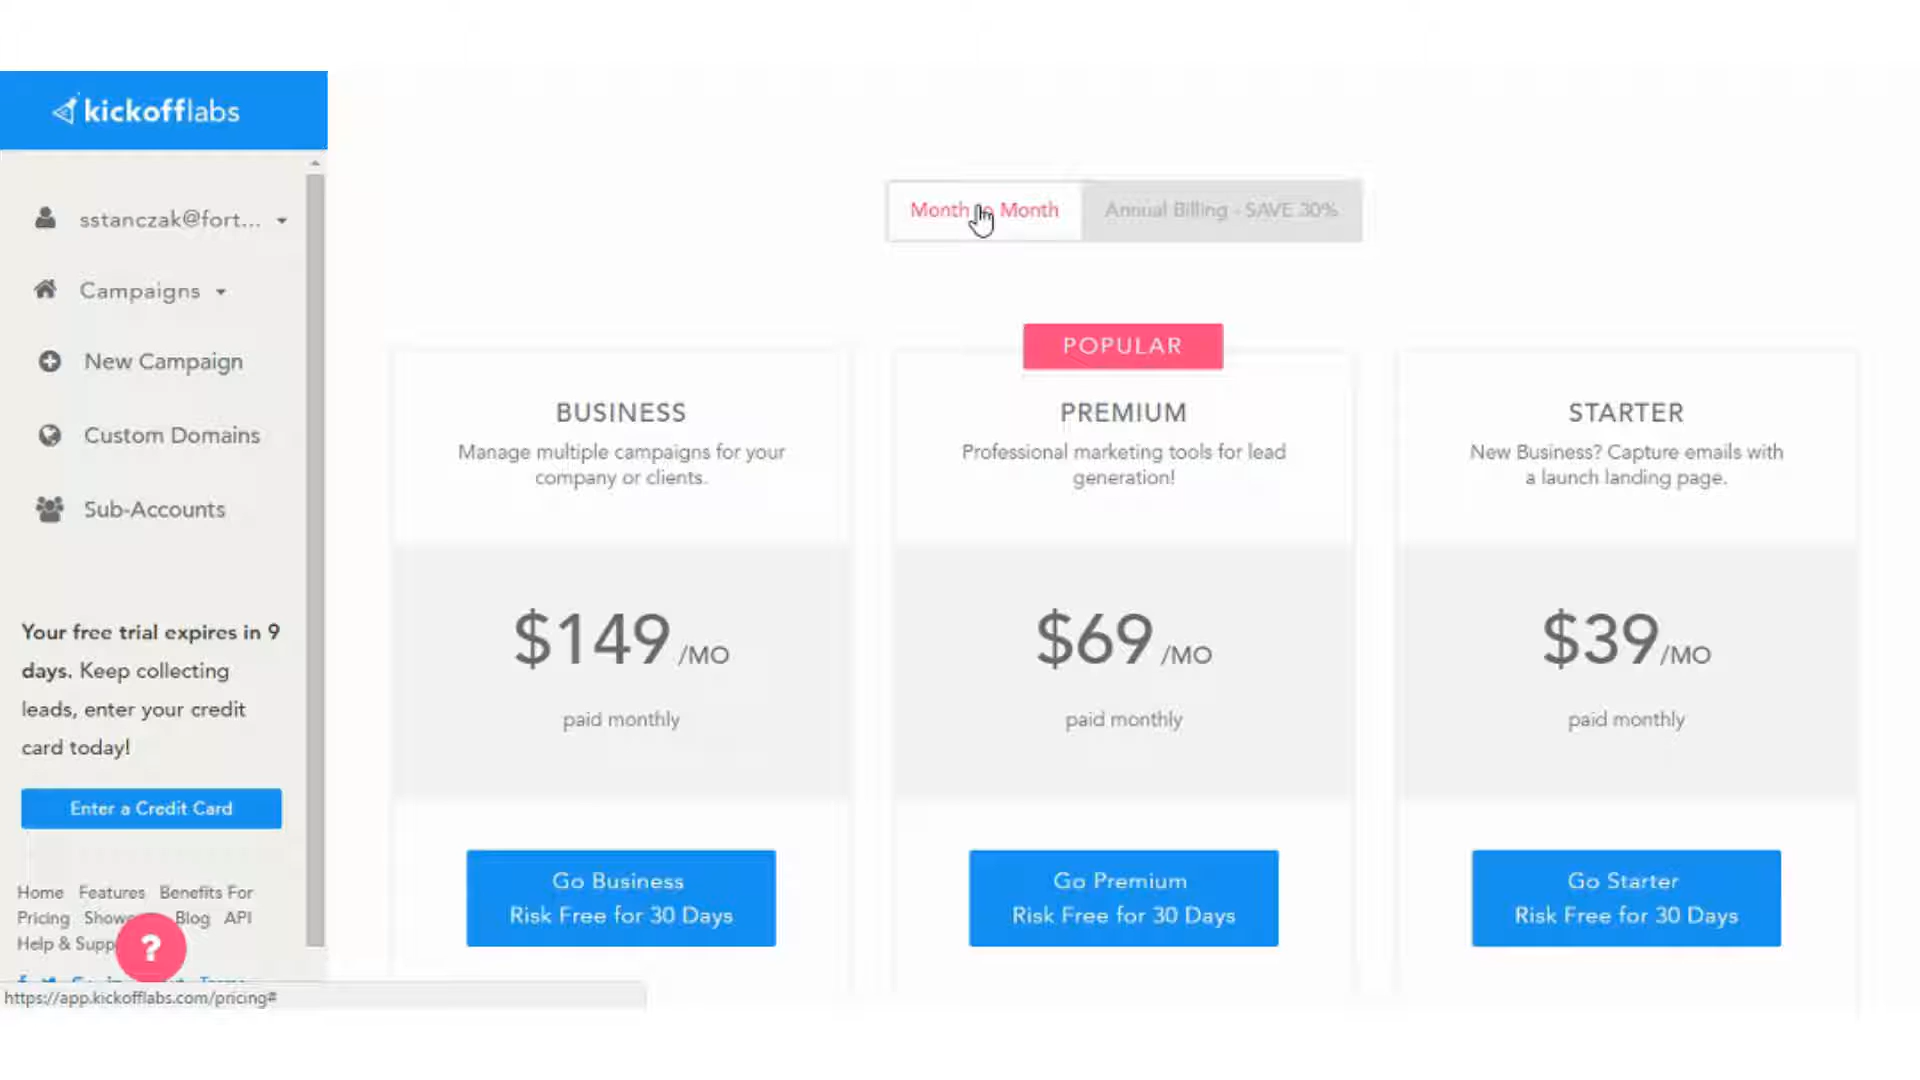 kickofflabs
sstanczak@fort...
Campaigns
New Campaign
Custom Domains
Sub-Accounts
Your free trial expires in 9
days. Keep collecting
leads, enter your credit
card today!
Enter a Credit Card
Home Features Benefits For
Pricing Blog API
Help &
?
https://app.kickofflabs.com/pricing#
Month Month
Annual Billing - SAVE 30%
BUSINESS
Manage multiple campaigns for your
company or clients.
$149 /MO
paid monthly
Go Business
Risk Free for 30 Days
POPULAR
PREMIUM
Professional marketing tools for lead
generation!
$69 /MO
paid monthly
Go Premium
Risk Free for 30 Days
STARTER
New Business? Capture emails with
a launch landing page.
$39/MO
paid monthly
Go Starter
Risk Free for 30 Days